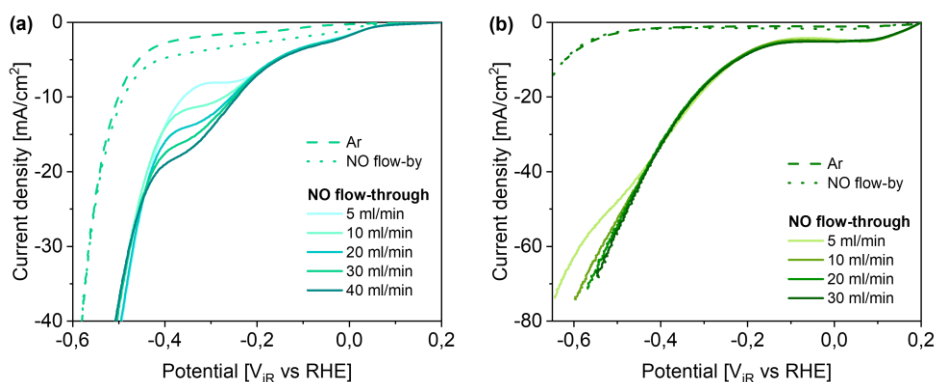 (a)
0
-10
-20
-30
-40
Current density [mA/cm²]
-0,6
-0,4
-0,2
0,0
0,2
Potential [V_iR vs RHE]
Ar
NO flow-by
NO flow-through
5 ml/min
10 ml/min
20 ml/min
30 ml/min
40 ml/min
(b)
0
-20
-40
-60
-80
Current density [mA/cm²]
-0,6
-0,4
-0,2
0,0
0,2
Potential [V_iR vs RHE]
Ar
NO flow-by
NO flow-through
5 ml/min
10 ml/min
20 ml/min
30 ml/min